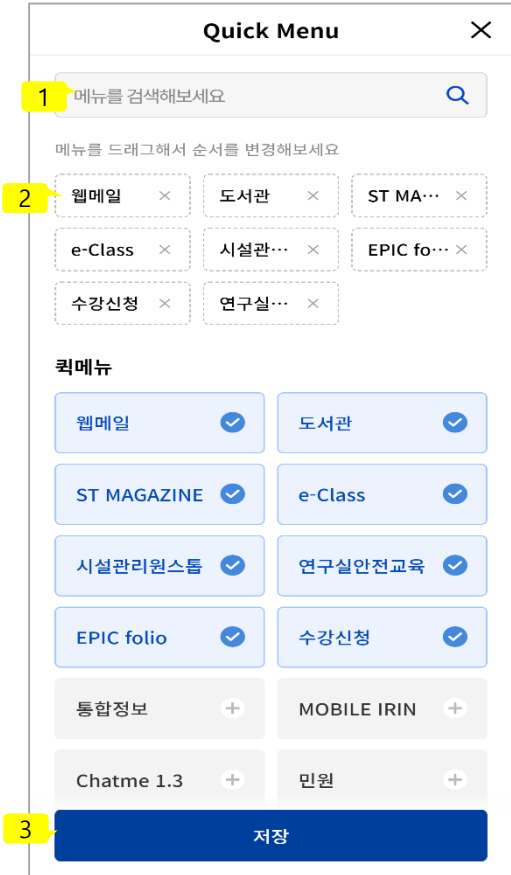 Quick Menu
1 메뉴를 검색해보세요
메뉴를 드래그해서 순서를 변경해보세요
2 웹메일 도서관 ST MA···
e-Class 시설관··· EPIC fo···
수강신청 연구실···
퀵메뉴
웹메일 도서관
ST MAGAZINE e-Class
시설관리원스톱 연구실안전교육
EPIC folio 수강신청
통합정보 MOBILE IRIN
Chatme 1.3 민원
3 저장